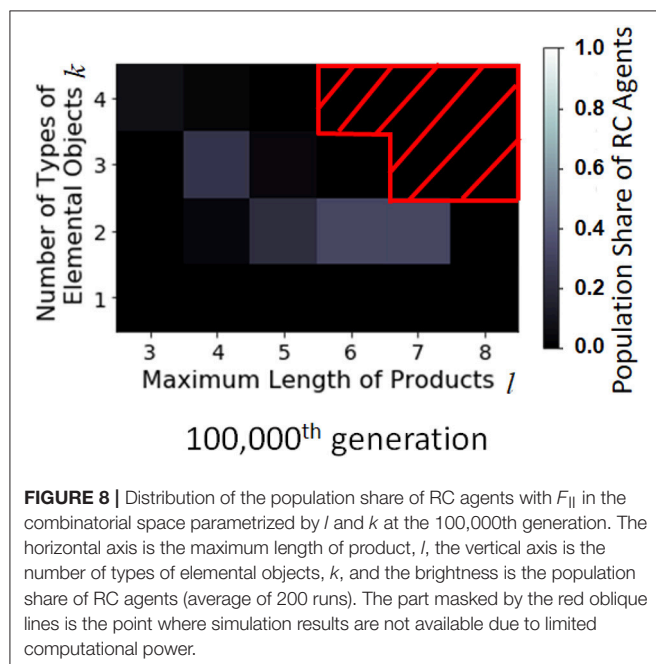 Number of Types of
Elemental Objects k
4
3
2
1
3 4 5 6 7 8
Maximum Length of Products l
1.0
0.8
0.6
0.4
0.2
0.0
Population Share of RC Agents
100,000th generation
FIGURE 8 | Distribution of the population share of RC agents with FII in the
combinatorial space parametrized by l and k at the 100,000th generation. The
horizontal axis is the maximum length of product, l, the vertical axis is the
number of types of elemental objects, k, and the brightness is the population
share of RC agents (average of 200 runs). The part masked by the red oblique
lines is the point where simulation results are not available due to limited
computational power.